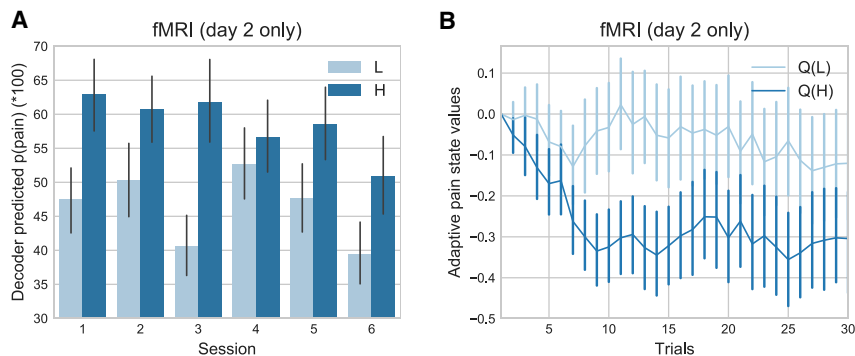 A
fMRI (day 2 only)
Decoder predicted p(pain) (*100)
70
65
60
55
50
45
40
35
30
L
H
1 2 3 4 5 6
Session
B
fMRI (day 2 only)
Adaptive pain state values
0.1
0.0
−0.1
−0.2
−0.3
−0.4
−0.5
Q(L)
Q(H)
5 10 15 20 25 30
Trials